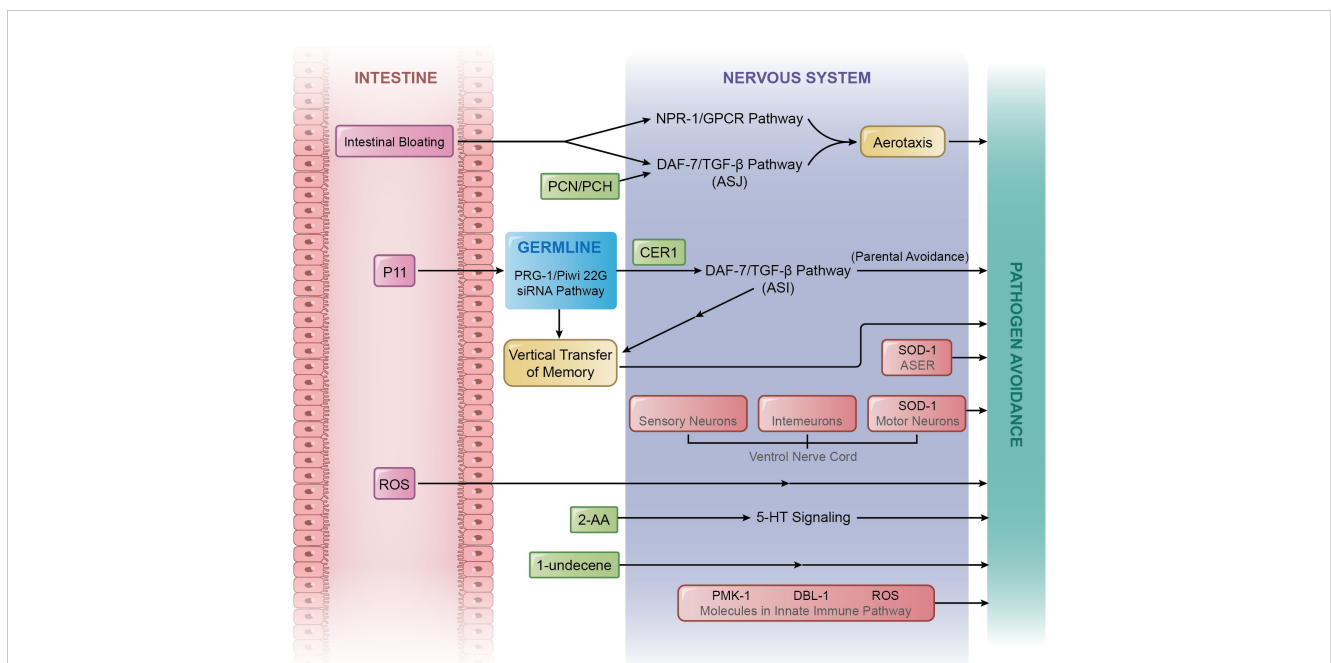 INTESTINE
NERVOUS SYSTEM
Intestinal Bloating
NPR-1/GPCR Pathway
DAF-7/TGF-β Pathway
(ASJ)
Aerotaxis
PCN/PCH
P11
GERMLINE
PRG-1/Piwi 22G
siRNA Pathway
CER1
DAF-7/TGF-β Pathway
(ASI)
(Parental Avoidance)
Vertical Transfer
of Memory
SOD-1
ASER
Sensory Neurons
Intemeurons
SOD-1
Motor Neurons
Ventrol Nerve Cord
ROS
2-AA
5-HT Signaling
1-undecene
PMK-1 DBL-1 ROS
Molecules in Innate Immune Pathway
PATHOGEN AVOIDANCE